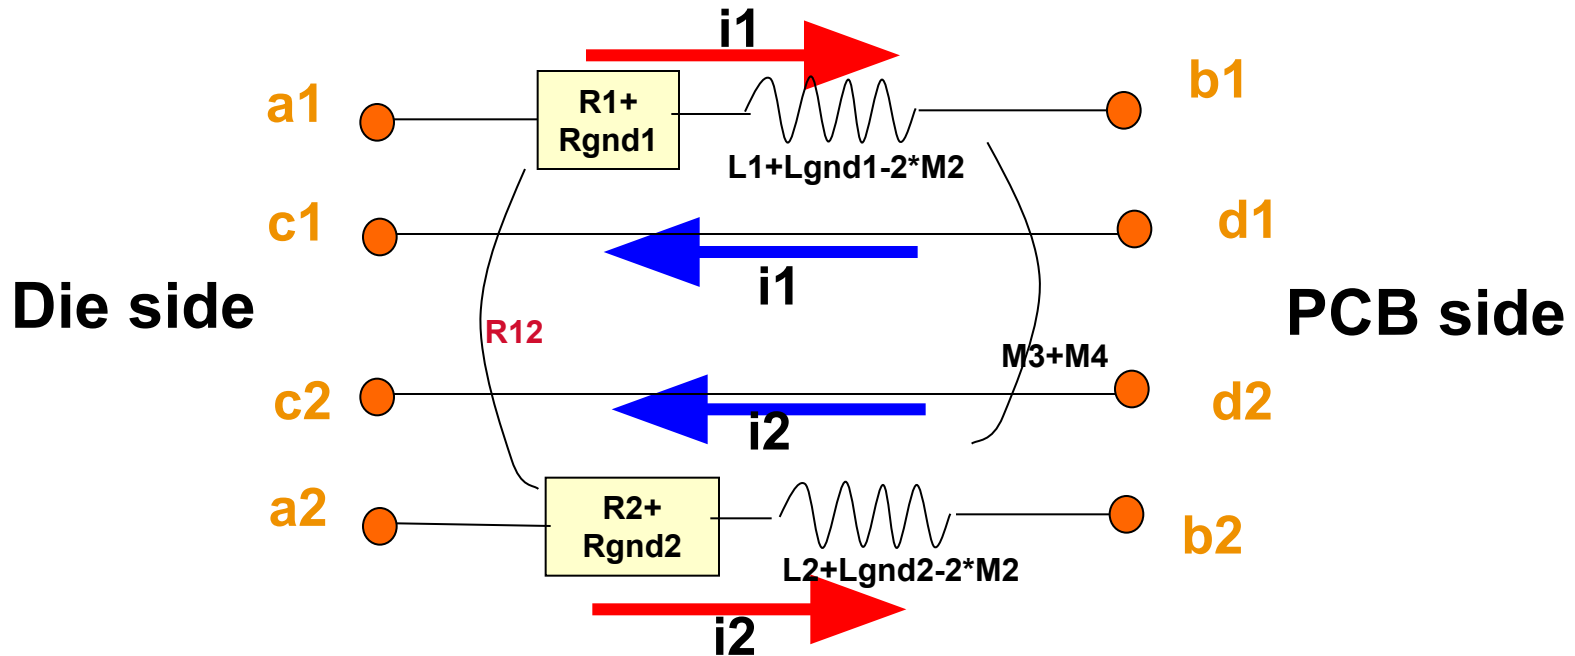 i1
a1
R1+
Rgnd1
b1
L1+Lgnd1-2*M2
c1
d1
i1
Die side
PCB side
R12
M3+M4
c2
d2
i2
a2
R2+
Rgnd2
b2
L2+Lgnd2-2*M2
i2